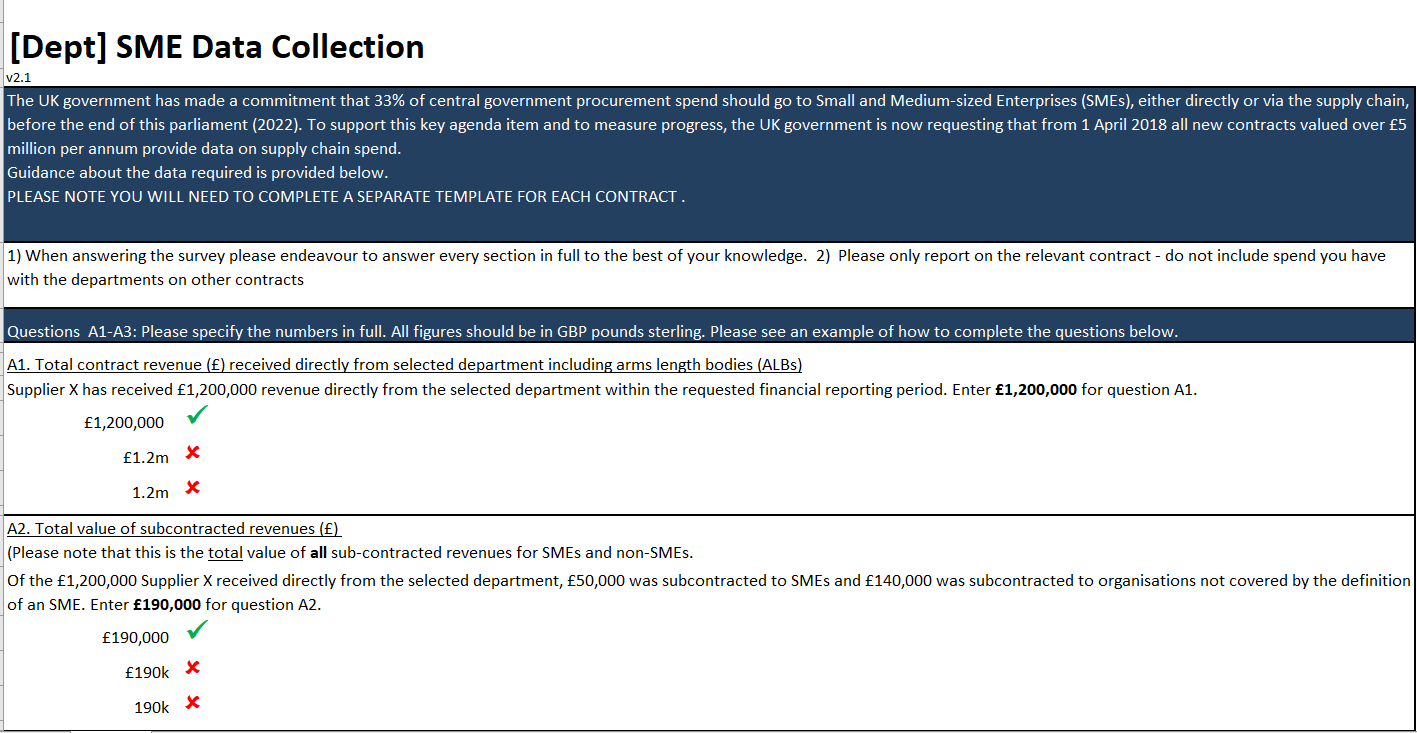 [Dept] SME Data Collection
v2.1
The UK government has made a commitment that 33% of central government procurement spend should go to Small and Medium-sized Enterprises (SMEs), either directly or via the supply chain,
before the end of this parliament (2022). To support this key agenda item and to measure progress, the UK government is now requesting that from 1 April 2018 all new contracts valued over £5
million per annum provide data on supply chain spend.
Guidance about the data required is provided below.
PLEASE NOTE YOU WILL NEED TO COMPLETE A SEPARATE TEMPLATE FOR EACH CONTRACT .
1) When answering the survey please endeavour to answer every section in full to the best of your knowledge.  2)  Please only report on the relevant contract - do not include spend you have
with the departments on other contracts
Questions  A1-A3: Please specify the numbers in full. All figures should be in GBP pounds sterling. Please see an example of how to complete the questions below.
A1. Total contract revenue (£) received directly from selected department including arms length bodies (ALBs)
Supplier X has received £1,200,000 revenue directly from the selected department within the requested financial reporting period. Enter £1,200,000 for question A1.
£1,200,000 ✓
£1.2m ✘
1.2m ✘
A2. Total value of subcontracted revenues (£)
(Please note that this is the total value of all sub-contracted revenues for SMEs and non-SMEs.
Of the £1,200,000 Supplier X received directly from the selected department, £50,000 was subcontracted to SMEs and £140,000 was subcontracted to organisations not covered by the definition
of an SME. Enter £190,000 for question A2.
£190,000 ✓
£190k ✘
190k ✘